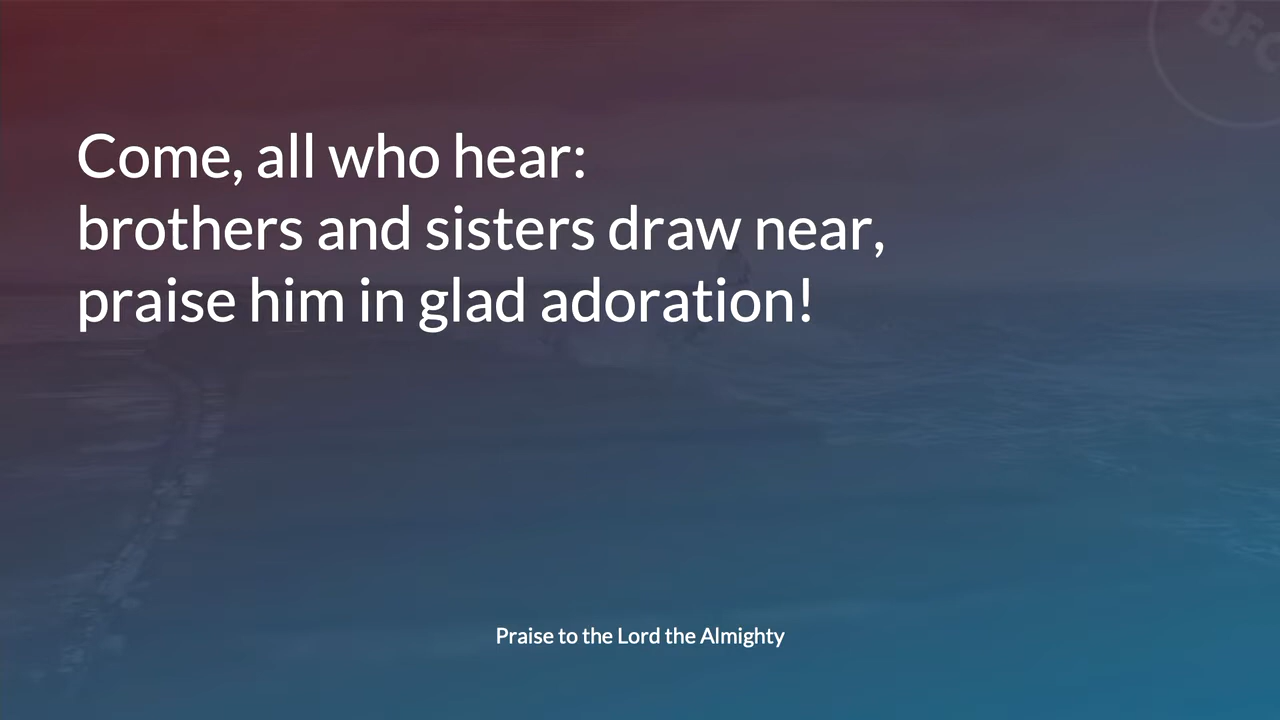 BFC
Come, all who hear:
brothers and sisters draw near,
praise him in glad adoration!
Praise to the Lord the Almighty